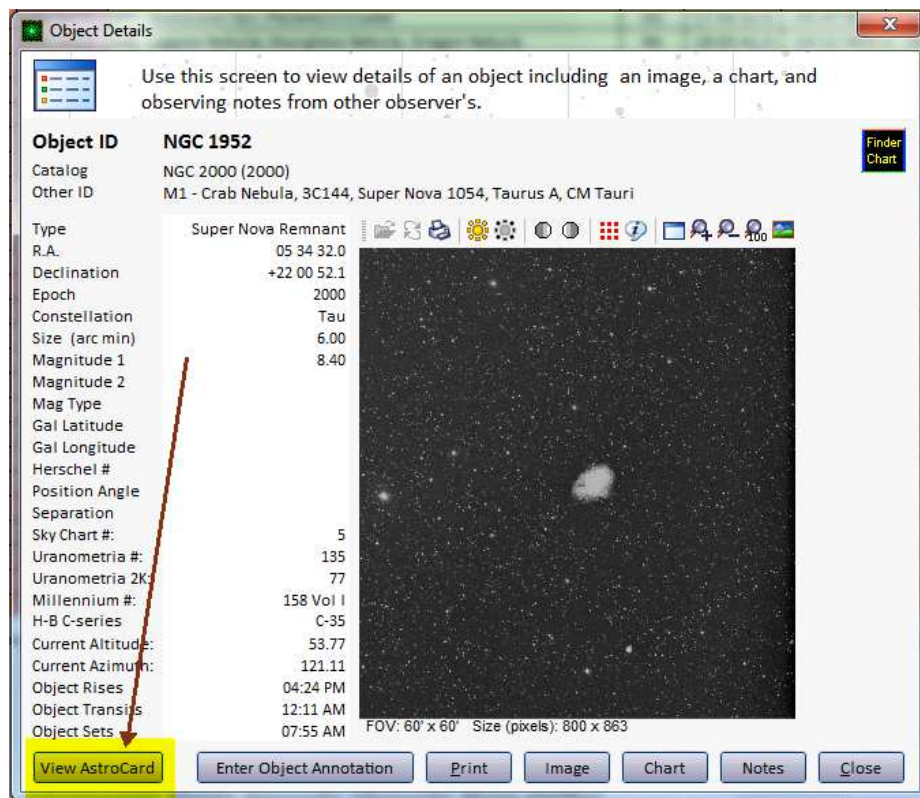 Object Details
Use this screen to view details of an object including an image, a chart, and
observing notes from other observer's.
Object ID NGC 1952
Finder
Chart
Catalog NGC 2000 (2000)
Other ID M1 - Crab Nebula, 3C144, Super Nova 1054, Taurus A, CM Tauri
Type Super Nova Remnant
100
R.A. 05 34 32.0
Declination +22 00 52.1
Epoch 2000
Constellation Tau
Size (arc min) 6.00
Magnitude 1 8.40
Magnitude 2
Mag Type
Gal Latitude
Gal Longitude
Herschel #
Position Angle
Separation
Sky Chart #: 5
Uranometria #: 135
Uranometria 2K: 77
Millennium #: 158 Vol I
H-B C-series C-35
Current Altitude: 53.77
Current Azimuth: 121.11
Object Rises 04:24 PM
Object Transits 12:11 AM
Object Sets 07:55 AM
FOV: 60' x 60' Size (pixels): 800 x 863
View AstroCard Enter Object Annotation Print Image Chart Notes Close